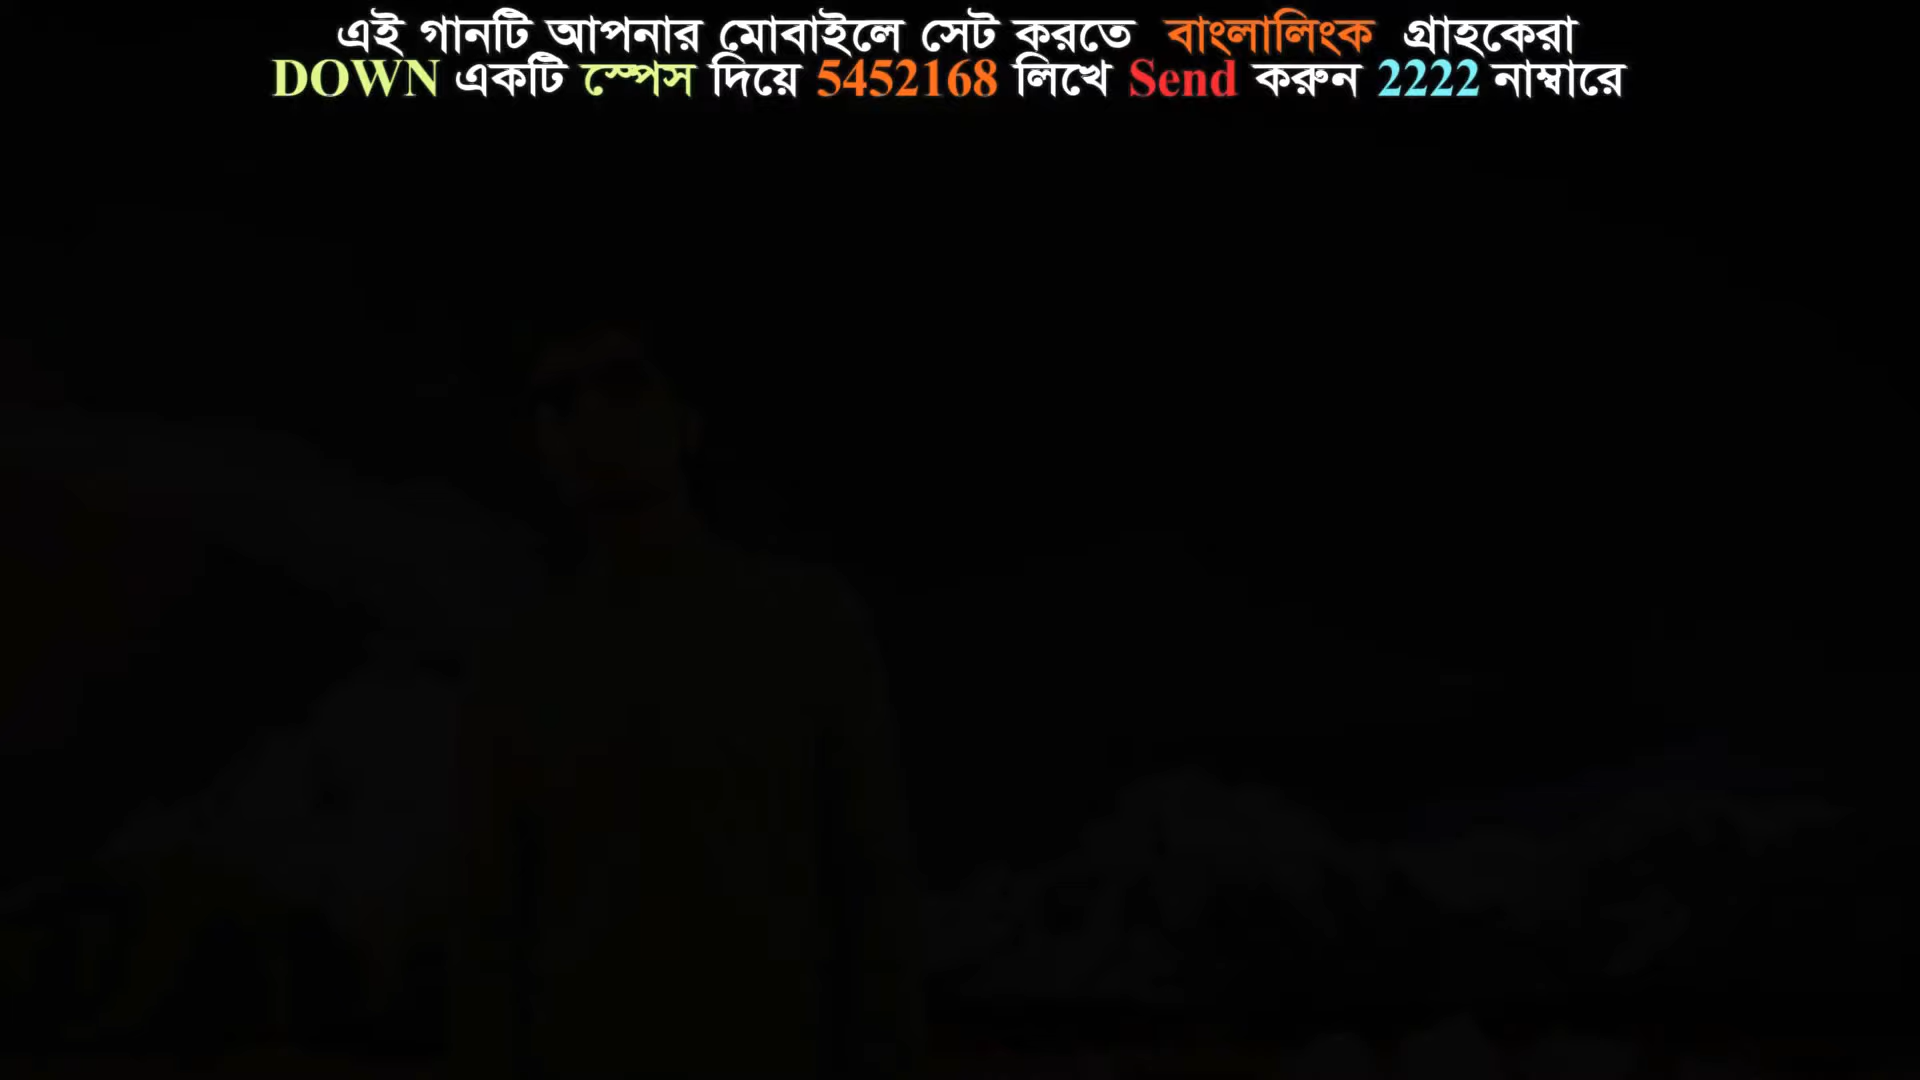 এই গানটি আপনার মোবাইলে সেট করতে বাংলালিংক গ্রাহকেরা
DOWN একটি স্পেস দিয়ে 5452168 লিখে Send করুন 2222 নাম্বারে